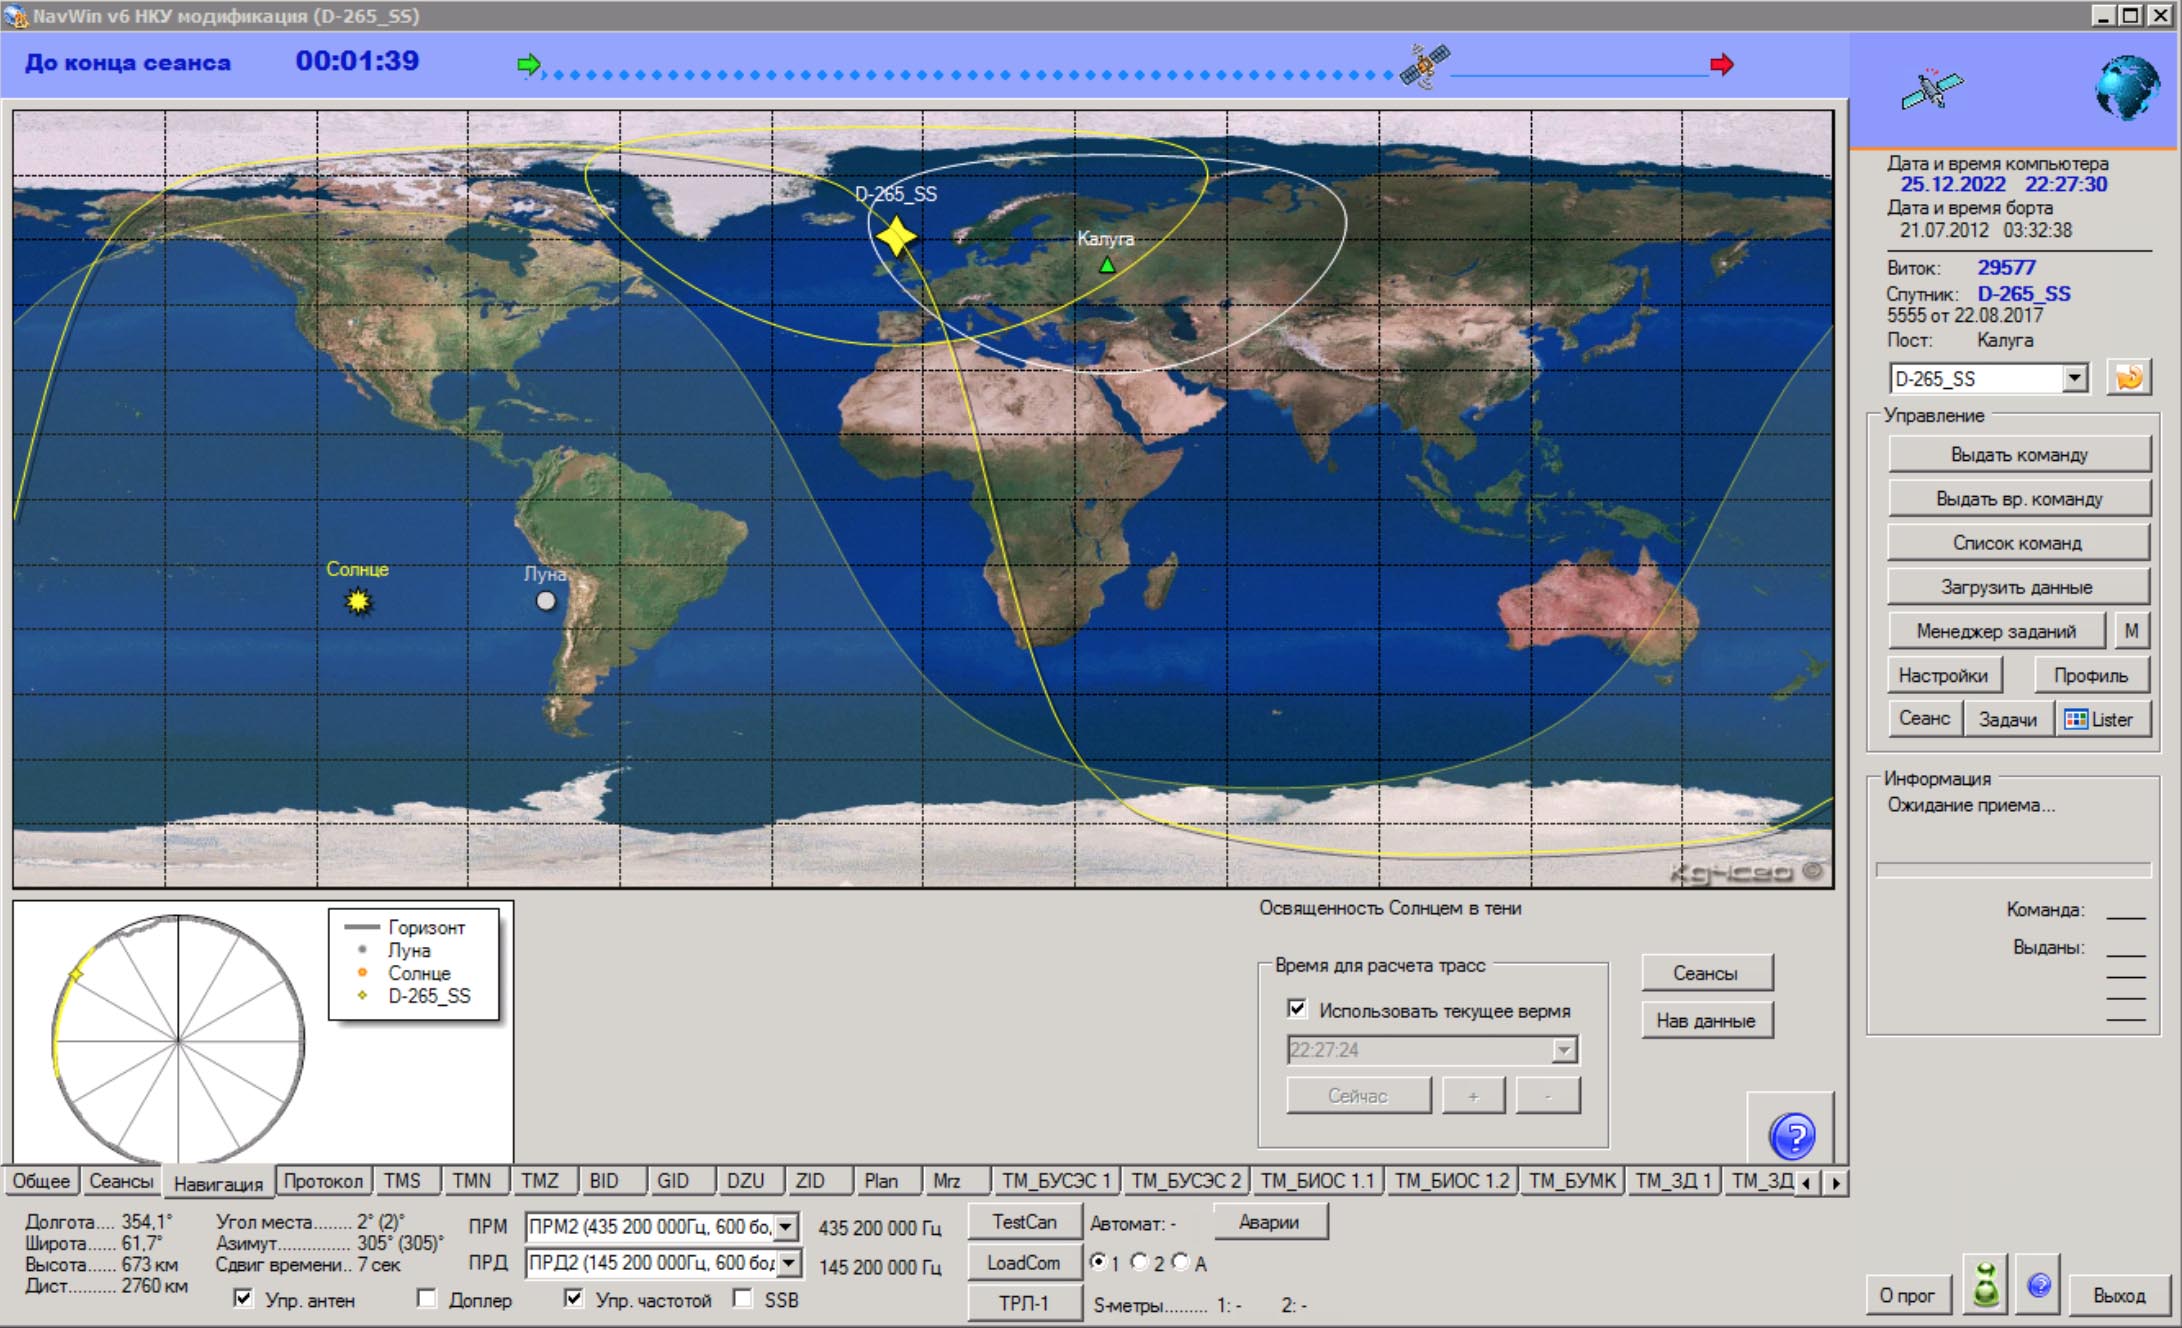 NavWin v6 НКУ модификация (D-265_SS)
До конца сеанса 00:01:39
D-265_SS
Калуга
Солнце
Луна
Kg4ceo ©
Дата и время компьютера
25.12.2022 22:27:30
Дата и время борта
21.07.2012 03:32:38
Виток: 29577
Спутник: D-265_SS
5555 от 22.08.2017
Пост: Калуга
D-265_SS
Управление
Выдать команду
Выдать вр. команду
Список команд
Загрузить данные
Менеджер заданий M
Настройки Профиль
Сеанс Задачи Lister
Информация
Ожидание приема...
Команда: ___
Выданы: ___
Горизонт
Луна
Солнце
D-265_SS
Освященность Солнцем в тени
Время для расчета трасс
Использовать текущее вермя
22:27:24
Сейчас + -
Сеансы
Нав данные
Общее Сеансы Навигация Протокол TMS TMN TMZ BID GID DZU ZID Plan Mrz ТМ_БУСЭС 1 ТМ_БУСЭС 2 ТМ_БИОС 1.1 ТМ_БИОС 1.2 ТМ_БУМК ТМ_ЗД 1 ТМ_ЗД
Долгота.... 354,1°
Широта...... 61,7°
Высота...... 673 км
Дист.......... 2760 км
Угол места....... 2° (2)°
Азимут............... 305° (305)°
Сдвиг времени.. 7 сек
Упр. антен Доплер Упр. частотой SSB
ПРМ ПРМ2 (435 200 000Гц, 600 бо, 435 200 000 Гц
ПРД ПРД2 (145 200 000Гц, 600 бод 145 200 000 Гц
TestCan Автомат: - Аварии
LoadCom 1 2 A
ТРЛ-1 S-метры......... 1: - 2: -
О прог Выход